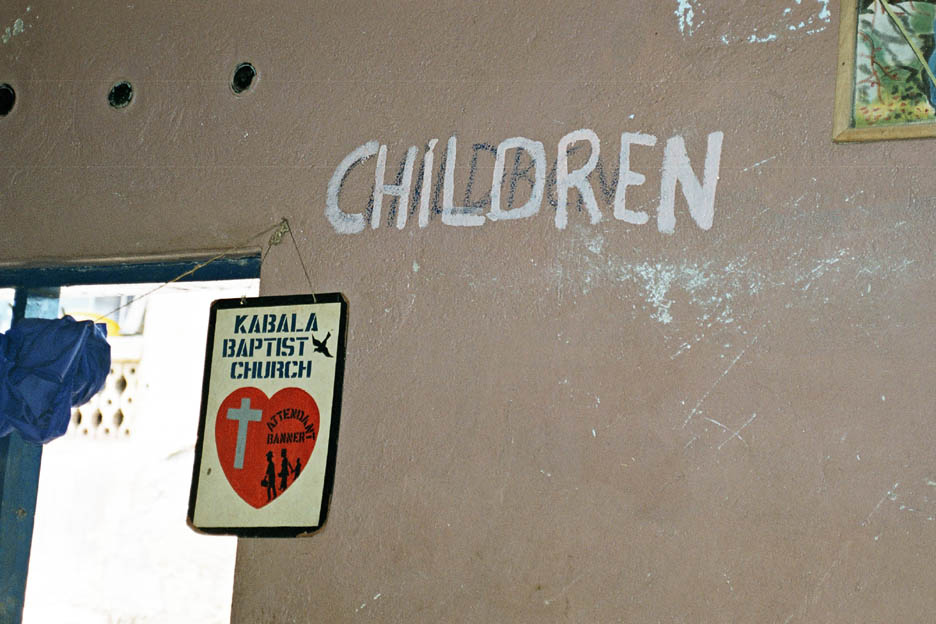 CHILDREN
KABALA
BAPTIST
CHURCH
ATTENDANT
BANNER